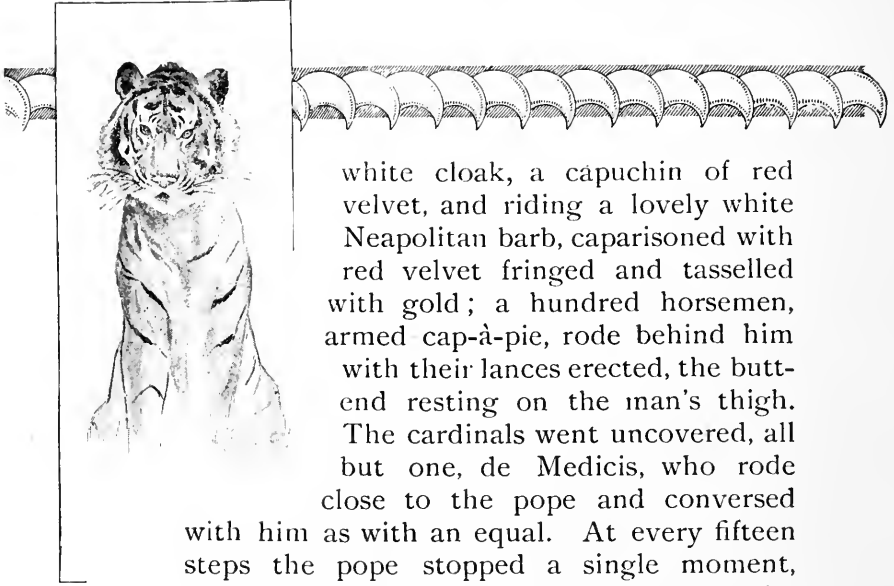 white cloak, a capuchin of red
velvet, and riding a lovely white
Neapolitan barb, caparisoned with
red velvet fringed and tasselled
with gold ; a hundred horsemen,
armed cap-à-pie, rode behind him
with their lances erected, the butt-
end resting on the man's thigh.
The cardinals went uncovered, all
but one, de Medicis, who rode
close to the pope and conversed
with him as with an equal. At every fifteen
steps the pope stopped a single moment,